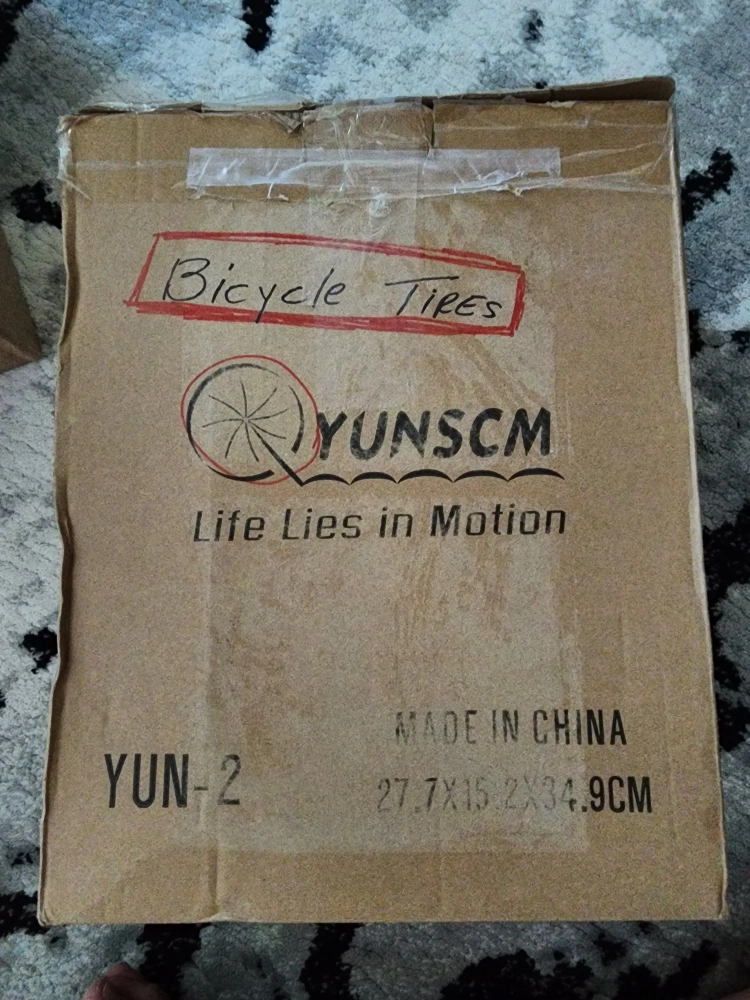 Bicycle Tires
YUNSCM
Life Lies in Motion
MADE IN CHINA
YUN-2
27.7X15.2X34.9CM